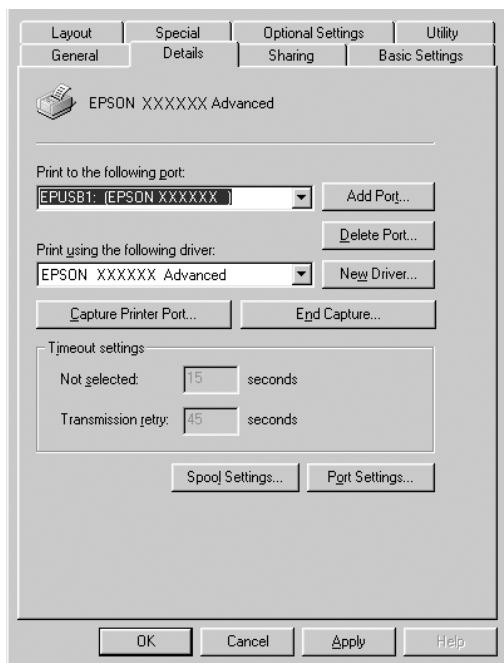 Layout Special Optional Settings Utility
General Details Sharing Basic Settings
EPSON XXXXXX Advanced
Print to the following port:
EPUSB1: (EPSON XXXXXX )
Add Port...
Delete Port...
Print using the following driver:
EPSON XXXXXX Advanced
New Driver...
Capture Printer Port... End Capture...
Timeout settings
Not selected: 15 seconds
Transmission retry: 45 seconds
Spool Settings... Port Settings...
OK Cancel Apply Help